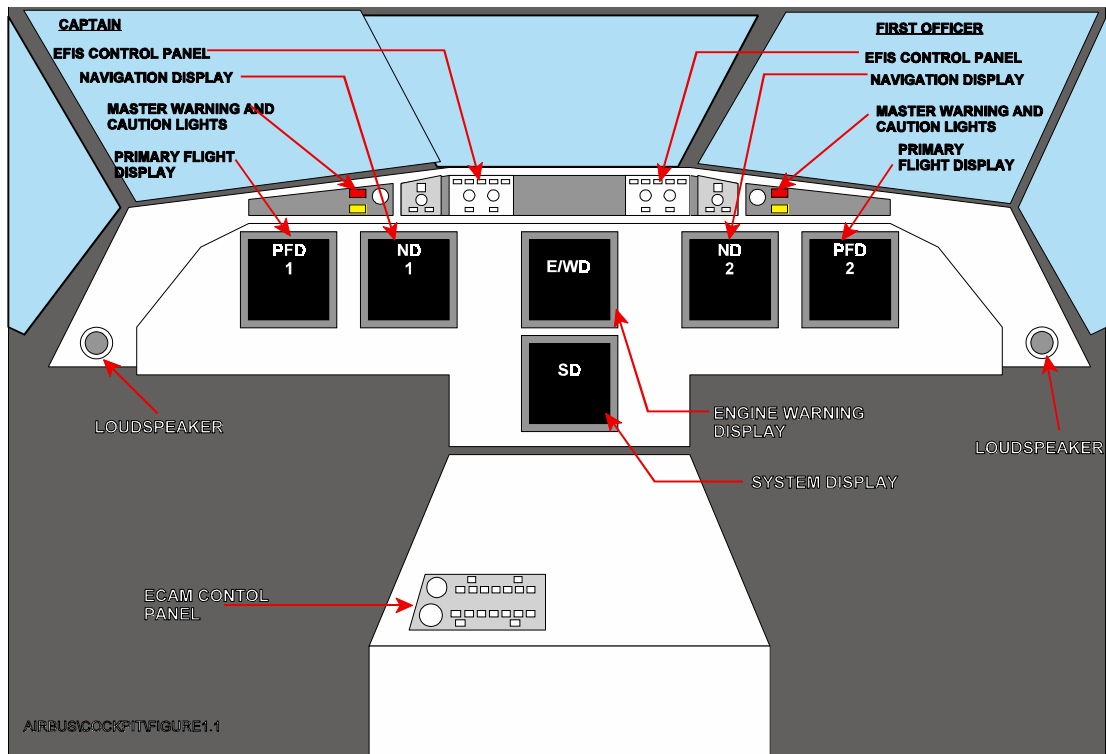 CAPTAIN
EFIS CONTROL PANEL
NAVIGATION DISPLAY
MASTER WARNING AND
CAUTION LIGHTS
PRIMARY FLIGHT
DISPLAY
FIRST OFFICER
EFIS CONTROL PANEL
NAVIGATION DISPLAY
MASTER WARNING AND
CAUTION LIGHTS
PRIMARY
FLIGHT DISPLAY
PFD
1
ND
1
E/WD
ND
2
PFD
2
SD
LOUDSPEAKER
ENGINE WARNING
DISPLAY
LOUDSPEAKER
SYSTEM DISPLAY
ECAM CONTOL
PANEL
AIRBUS\COCKPIT\FIGURE1.1